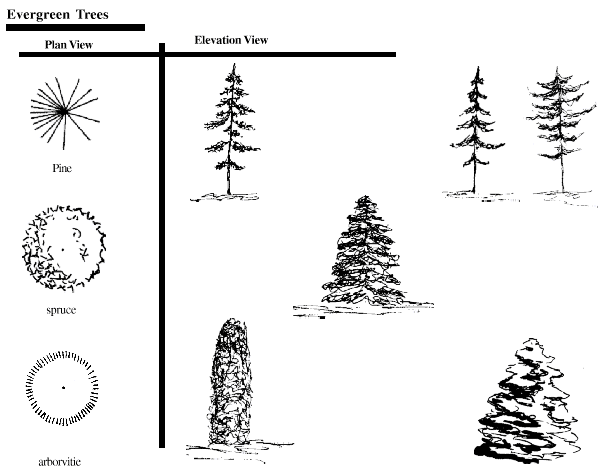 Evergreen Trees
Plan View
Elevation View
Pine
spruce
arborvitie